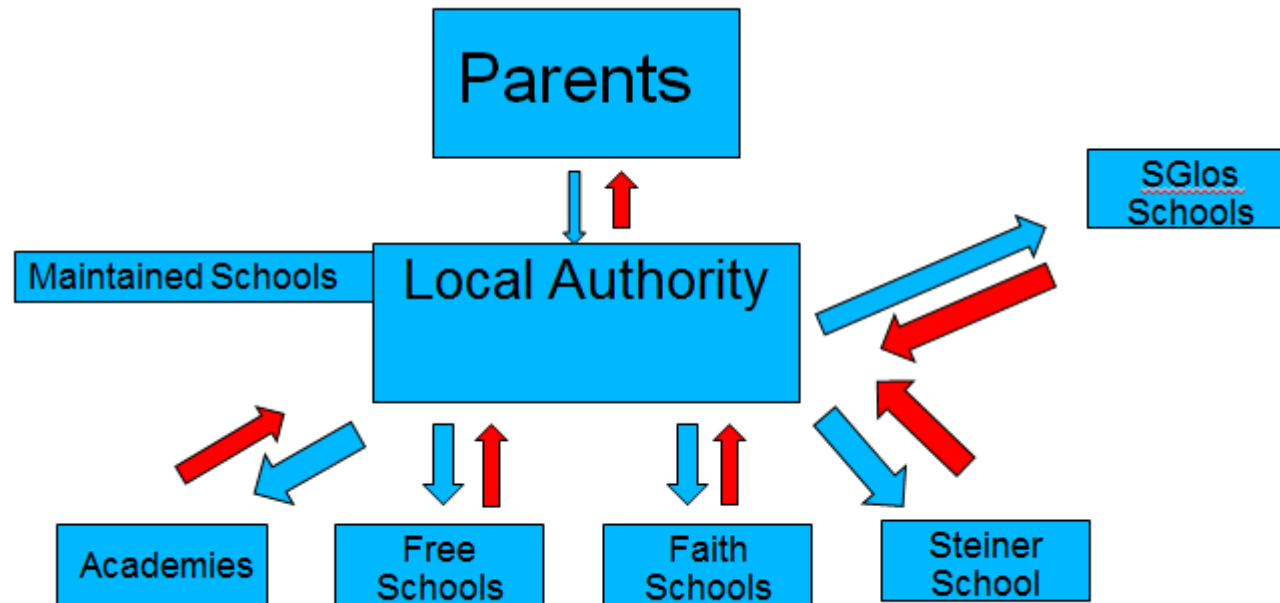 Parents
SGlos
Schools
Maintained Schools
Local Authority
Academies
Free
Schools
Faith
Schools
Steiner
School